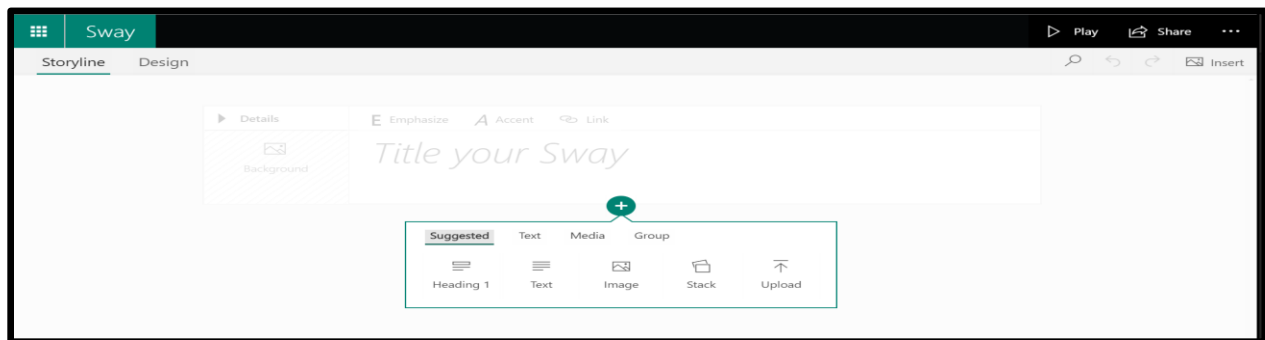 Sway
Play Share ...
Storyline Design
Insert
Details
E Emphasize A Accent Link
Background
Title your Sway
Suggested Text Media Group
Heading 1 Text Image Stack Upload